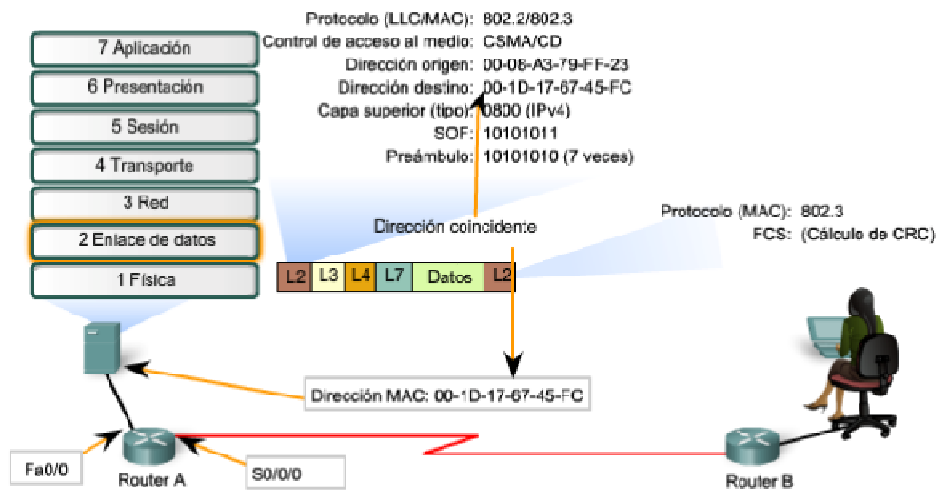 Protocolo (LLC/MAC): 802.2/802.3
Control de acceso al medio: CSMA/CD
Dirección origen: 00-08-A3-79-FF-23
Dirección destino: 00-1D-17-67-45-FC
Capa superior (tipo): 0800 (IPv4)
SOF: 10101011
Preámbulo: 10101010 (7 veces)
7 Aplicación
6 Presentación
5 Sesión
4 Transporte
3 Red
2 Enlace de datos
1 Física
Dirección coincidente
Protocolo (MAC): 802.3
FCS: (Cálculo de CRC)
L2 L3 L4 L7 Datos L2
Dirección MAC: 00-1D-17-67-45-FC
Fa0/0
Router A
S0/0/0
Router B